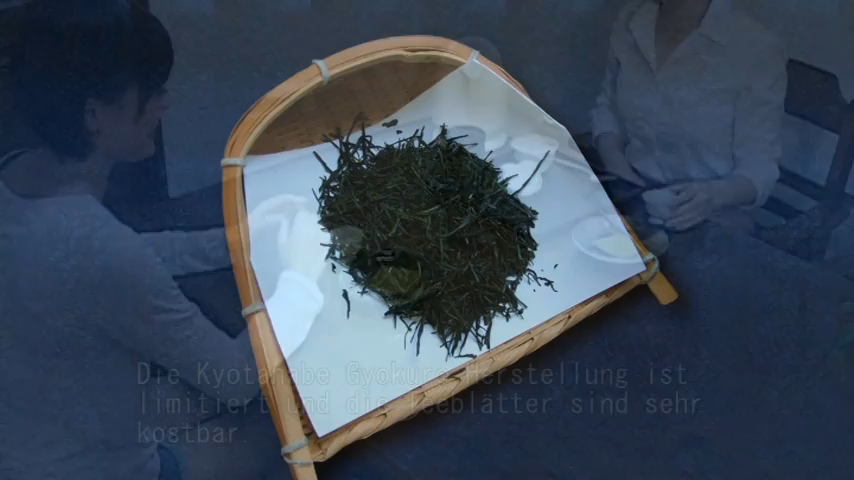 Die Kyotanabe Gyokuro Herstellung ist
limitiert und die Teeblätter sind sehr
kostbar